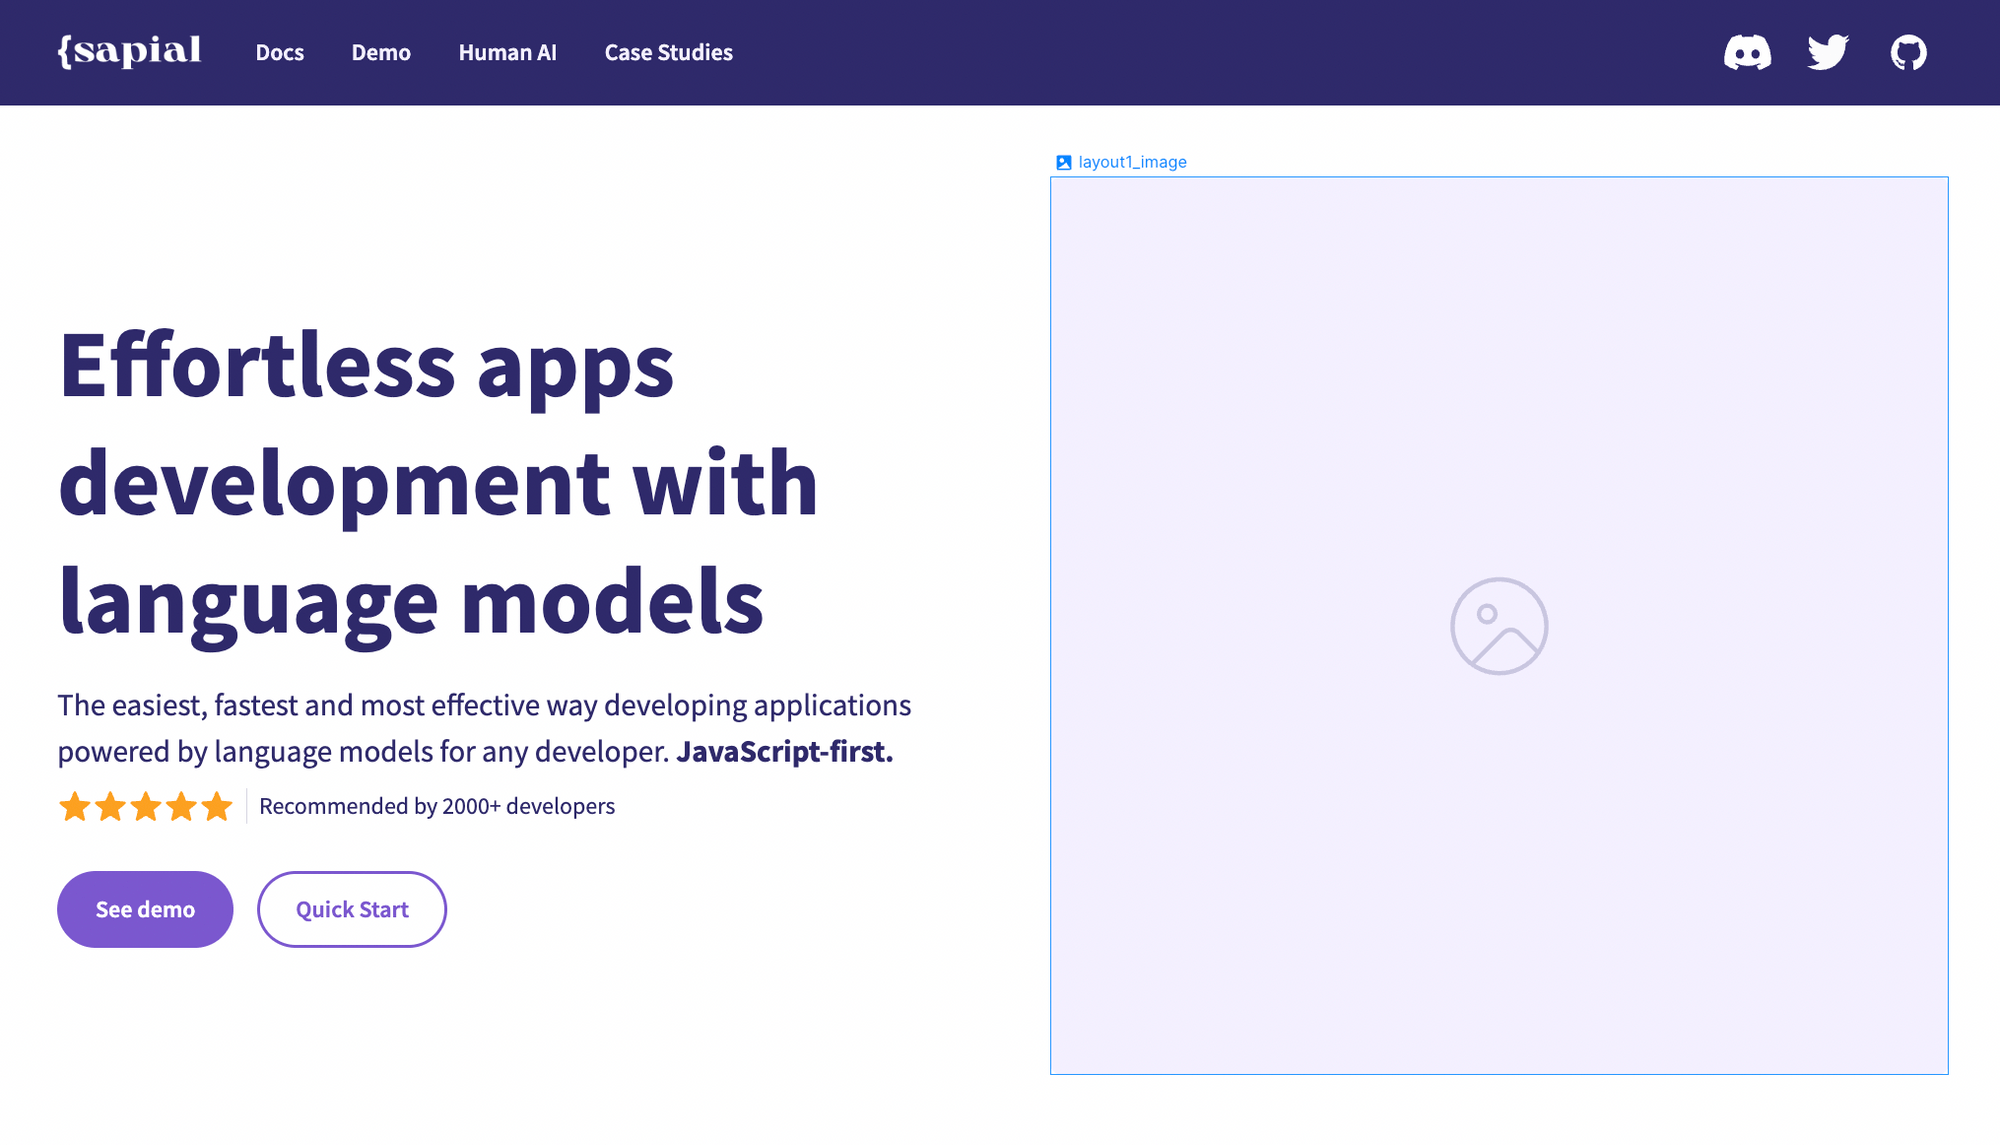 {sapial
Docs
Demo
Human AI
Case Studies
layout1_image
Effortless apps
development with
language models
The easiest, fastest and most effective way developing applications
powered by language models for any developer. JavaScript-first.
Recommended by 2000+ developers
See demo
Quick Start